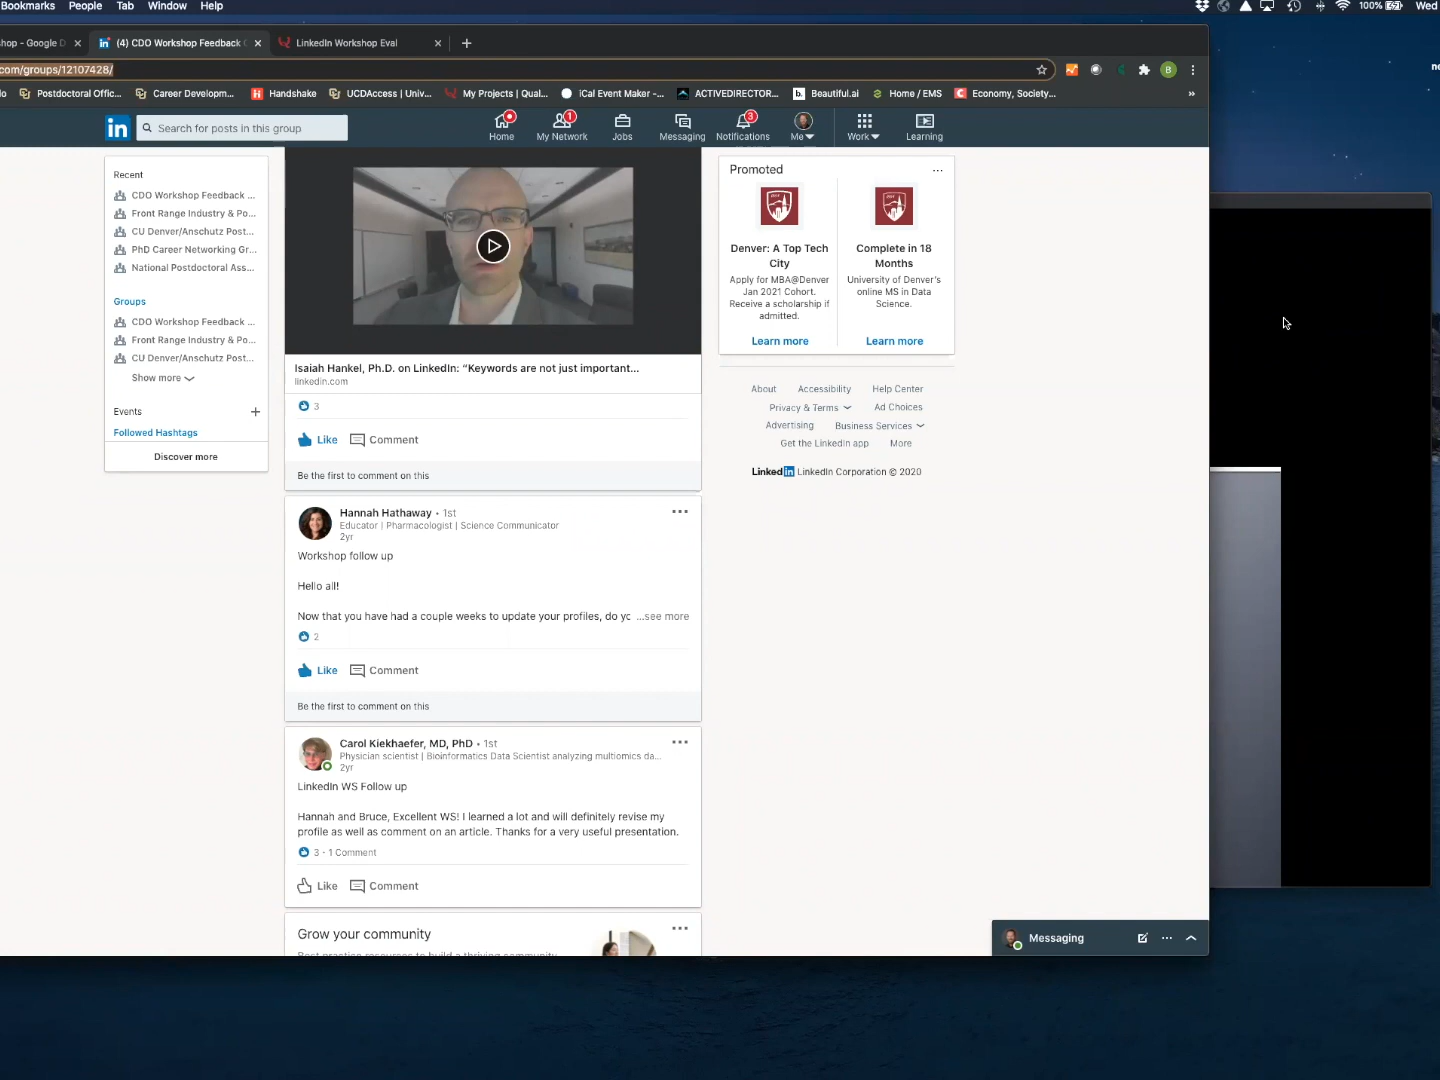 Bookmarks People Tab Window Help
100% Wed
shop - Google D
(4) CDO Workshop Feedback
LinkedIn Workshop Eval
com/groups/12107428/
B
Postdoctoral Offic...
Career Developm...
Handshake
UCDAccess | Univ...
My Projects | Qual...
iCal Event Maker -...
ACTIVEDIRECTOR...
Beautiful.ai
Home / EMS
Economy, Society...
»
in
Search for posts in this group
Home
1
My Network
Jobs
Messaging
3
Notifications
Me
Work
Learning
Recent
CDO Workshop Feedback ...
Front Range Industry & Po...
CU Denver/Anschutz Post...
PhD Career Networking Gr...
National Postdoctoral Ass...
Groups
CDO Workshop Feedback ...
Front Range Industry & Po...
CU Denver/Anschutz Post...
Show more
Events +
Followed Hashtags
Discover more
Isaiah Hankel, Ph.D. on LinkedIn: “Keywords are not just important...
linkedin.com
3
Like Comment
Be the first to comment on this
Hannah Hathaway • 1st
Educator | Pharmacologist | Science Communicator
2yr
Workshop follow up
Hello all!
Now that you have had a couple weeks to update your profiles, do yc ...see more
2
Like Comment
Be the first to comment on this
Carol Kiekhaefer, MD, PhD • 1st
Physician scientist | Bioinformatics Data Scientist analyzing multiomics da...
2yr
LinkedIn WS Follow up
Hannah and Bruce, Excellent WS! I learned a lot and will definitely revise my
profile as well as comment on an article. Thanks for a very useful presentation.
3 • 1 Comment
Like Comment
Grow your community
Best practice resources to build a thriving community
Promoted
Denver: A Top Tech
City
Apply for MBA@Denver
Jan 2021 Cohort.
Receive a scholarship if
admitted.
Learn more
Complete in 18
Months
University of Denver's
online MS in Data
Science.
Learn more
About Accessibility Help Center
Privacy & Terms Ad Choices
Advertising Business Services
Get the LinkedIn app More
LinkedIn LinkedIn Corporation © 2020
Messaging